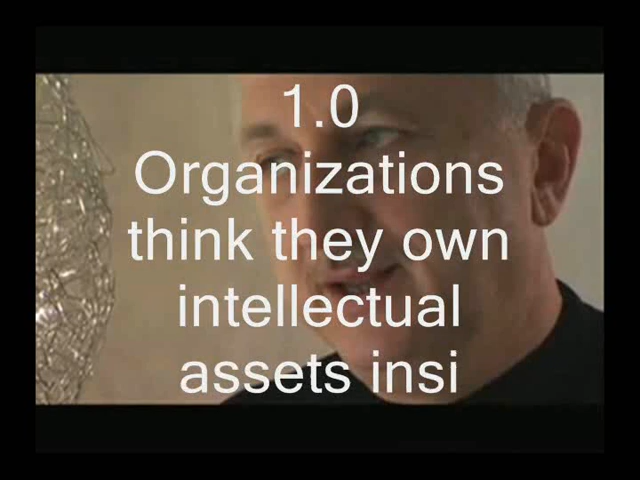 1.0
Organizations
think they own
intellectual
assets insi